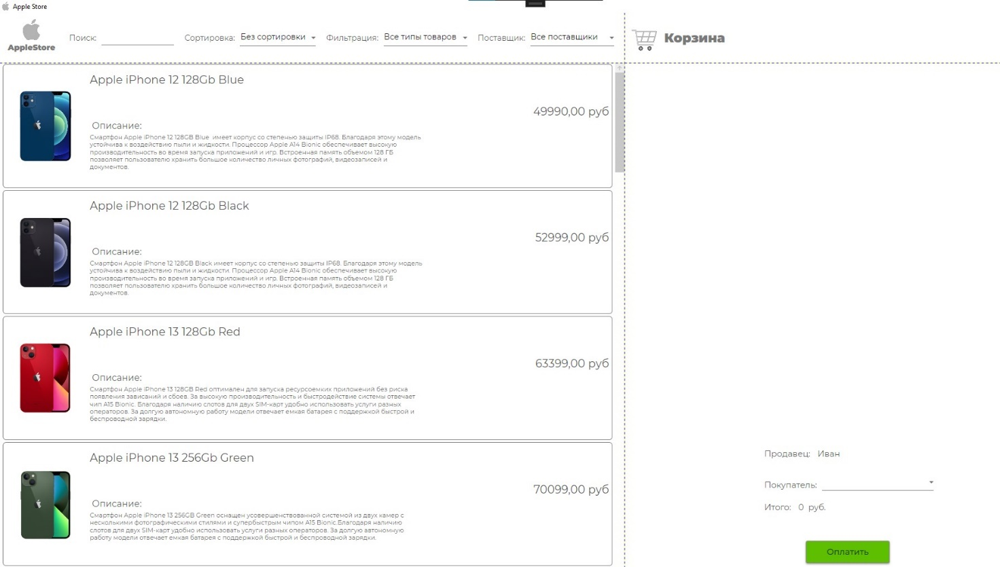 Apple Store
AppleStore
Поиск:
Сортировка: Без сортировки
Фильтрация: Все типы товаров
Поставщик: Все поставщики
Корзина
Apple iPhone 12 128Gb Blue
49990,00 руб
Описание:
Смартфон Apple iPhone 12 128GB Blue имеет корпус со степенью защиты IP68. Благодаря этому модель
устойчива к воздействию пыли и жидкости. Процессор Apple A14 Bionic обеспечивает высокую
производительность во время запуска приложений и игр. Встроенная память объемом 128 ГБ
позволяет пользователю хранить большое количество личных фотографий, видеозаписей и
документов.
Apple iPhone 12 128Gb Black
52999,00 руб
Описание:
Смартфон Apple iPhone 12 128GB Black имеет корпус со степенью защиты IP68. Благодаря этому модель
устойчива к воздействию пыли и жидкости. Процессор Apple A14 Bionic обеспечивает высокую
производительность во время запуска приложений и игр. Встроенная память объемом 128 ГБ
позволяет пользователю хранить большое количество личных фотографий, видеозаписей и
документов.
Apple iPhone 13 128Gb Red
63399,00 руб
Описание:
Смартфон Apple iPhone 13 128GB Red оптимален для запуска ресурсоемких приложений без риска
появления зависаний и сбоев. За высокую производительность и быстродействие системы отвечает
чип A15 Bionic. Благодаря наличию слотов для двух SIM-карт удобно использовать услуги разных
операторов. За долгую автономную работу модели отвечает емкая батарея с поддержкой быстрой и
беспроводной зарядки.
Apple iPhone 13 256Gb Green
70099,00 руб
Описание:
Смартфон Apple iPhone 13 256GB Green оснащен усовершенствованной системой из двух камер с
несколькими фотографическими стилями и супербыстрым чипом A15 Bionic.Благодаря наличию
слотов для двух SIM-карт удобно использовать услуги разных операторов. За долгую автономную
работу модели отвечает емкая батарея с поддержкой быстрой и беспроводной зарядки.
Продавец: Иван
Покупатель:
Итого: 0 руб.
Оплатить